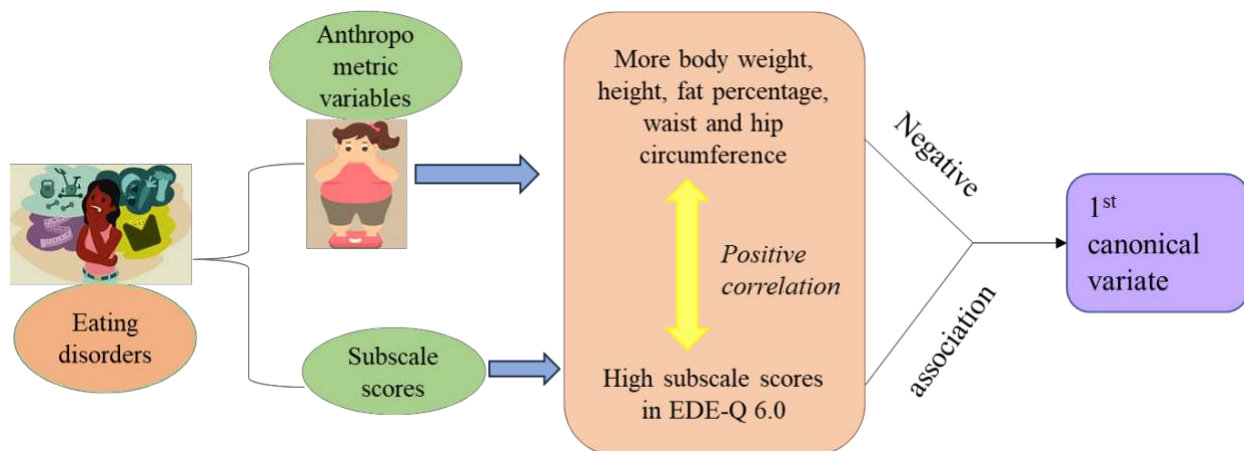 Anthropo
metric
variables
Eating
disorders
Subscale
scores
More body weight,
height, fat percentage,
waist and hip
circumference
Positive
correlation
High subscale scores
in EDE-Q 6.0
Negative
association
1st
canonical
variate